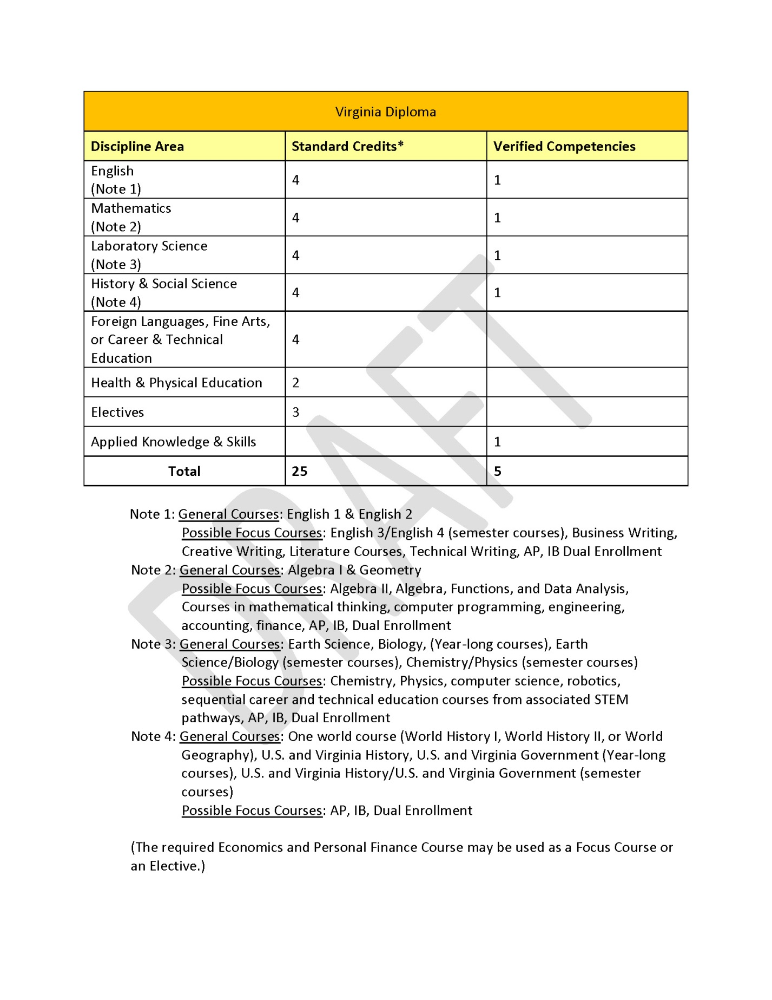 Virginia Diploma
Discipline Area Standard Credits* Verified Competencies
English
(Note 1) 4 1
Mathematics
(Note 2) 4 1
Laboratory Science
(Note 3) 4 1
History & Social Science
(Note 4) 4 1
Foreign Languages, Fine Arts,
or Career & Technical 4
Education
Health & Physical Education 2
Electives 3
Applied Knowledge & Skills 1
Total 25 5
Note 1: General Courses: English 1 & English 2
Possible Focus Courses: English 3/English 4 (semester courses), Business Writing,
Creative Writing, Literature Courses, Technical Writing, AP, IB Dual Enrollment
Note 2: General Courses: Algebra I & Geometry
Possible Focus Courses: Algebra II, Algebra, Functions, and Data Analysis,
Courses in mathematical thinking, computer programming, engineering,
accounting, finance, AP, IB, Dual Enrollment
Note 3: General Courses: Earth Science, Biology, (Year-long courses), Earth
Science/Biology (semester courses), Chemistry/Physics (semester courses)
Possible Focus Courses: Chemistry, Physics, computer science, robotics,
sequential career and technical education courses from associated STEM
pathways, AP, IB, Dual Enrollment
Note 4: General Courses: One world course (World History I, World History II, or World
Geography), U.S. and Virginia History, U.S. and Virginia Government (Year-long
courses), U.S. and Virginia History/U.S. and Virginia Government (semester
courses)
Possible Focus Courses: AP, IB, Dual Enrollment
(The required Economics and Personal Finance Course may be used as a Focus Course or
an Elective.)
DRAFT